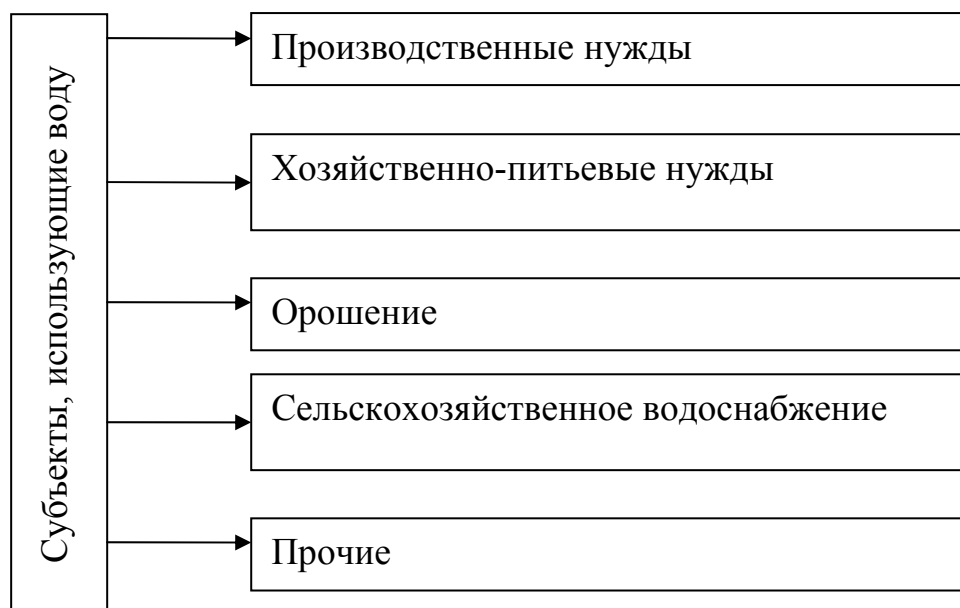 Субъекты, использующие воду
Производственные нужды
Хозяйственно-питьевые нужды
Орошение
Сельскохозяйственное водоснабжение
Прочие